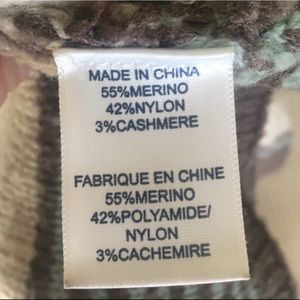 MADE IN CHINA
55%MERINO
42%NYLON
3%CASHMERE
FABRIQUE EN CHINE
55%MERINO
42%POLYAMIDE/
NYLON
3%CACHEMIRE